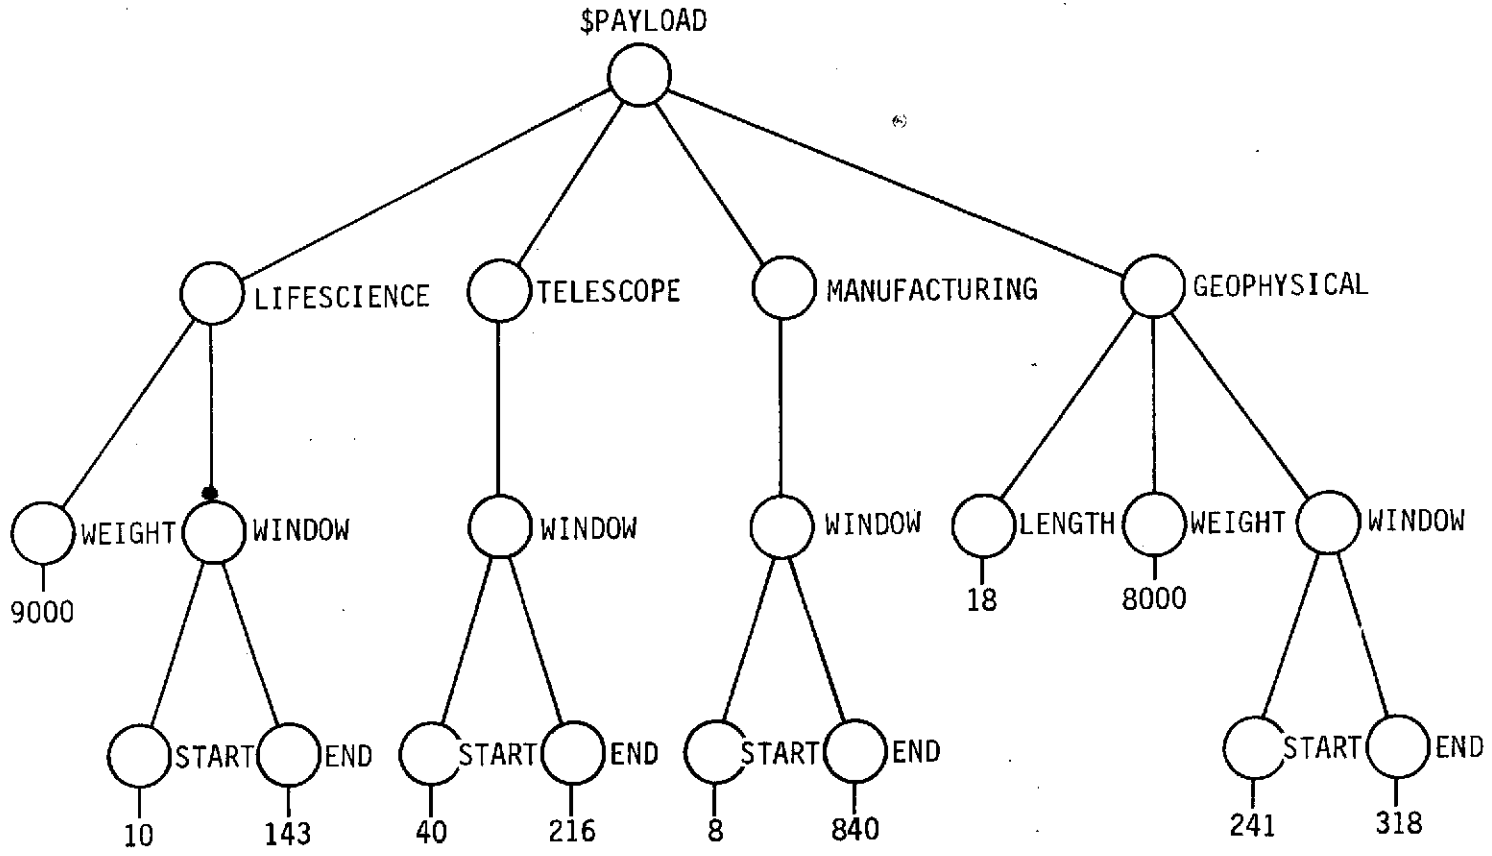 $PAYLOAD
LIFESCIENCE TELESCOPE MANUFACTURING GEOPHYSICAL
WEIGHT WINDOW WINDOW WINDOW LENGTH WEIGHT WINDOW
9000 18 8000
START END START END START END START END
10 143 40 216 8 840 241 318